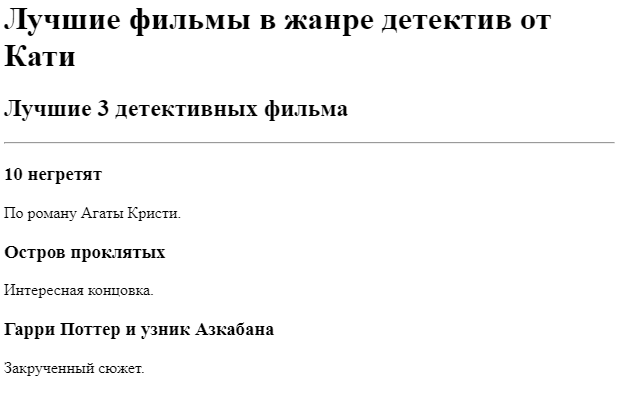 Лучшие фильмы в жанре детектив от
Кати
Лучшие 3 детективных фильма
10 негретят
По роману Агаты Кристи.
Остров проклятых
Интересная концовка.
Гарри Поттер и узник Азкабана
Закрученный сюжет.